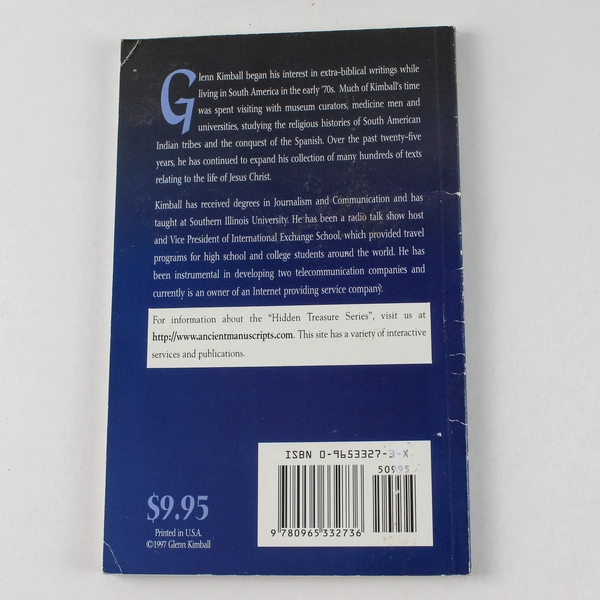 Glenn Kimball began his interest in extra-biblical writings while
living in South America in the early '70s. Much of Kimball's time
was spent visiting with museum curators, medicine men and
universities, studying the religious histories of South American
Indian tribes and the conquest of the Spanish. Over the past twenty-five
years, he has continued to expand his collection of many hundreds of texts
relating to the life of Jesus Christ.
Kimball has received degrees in Journalism and Communication and has
taught at Southern Illinois University. He has been a radio talk show host
and Vice President of International Exchange School, which provided travel
programs for high school and college students around the world. He has
been instrumental in developing two telecommunication companies and
currently is an owner of an Internet providing service company.
For information about the "Hidden Treasure Series", visit us at
http://www.ancientmanuscripts.com. This site has a variety of interactive
services and publications.
ISBN 0-9653327-3-X
50995
9 780965 332736
$9.95
Printed in U.S.A.
©1997 Glenn Kimball